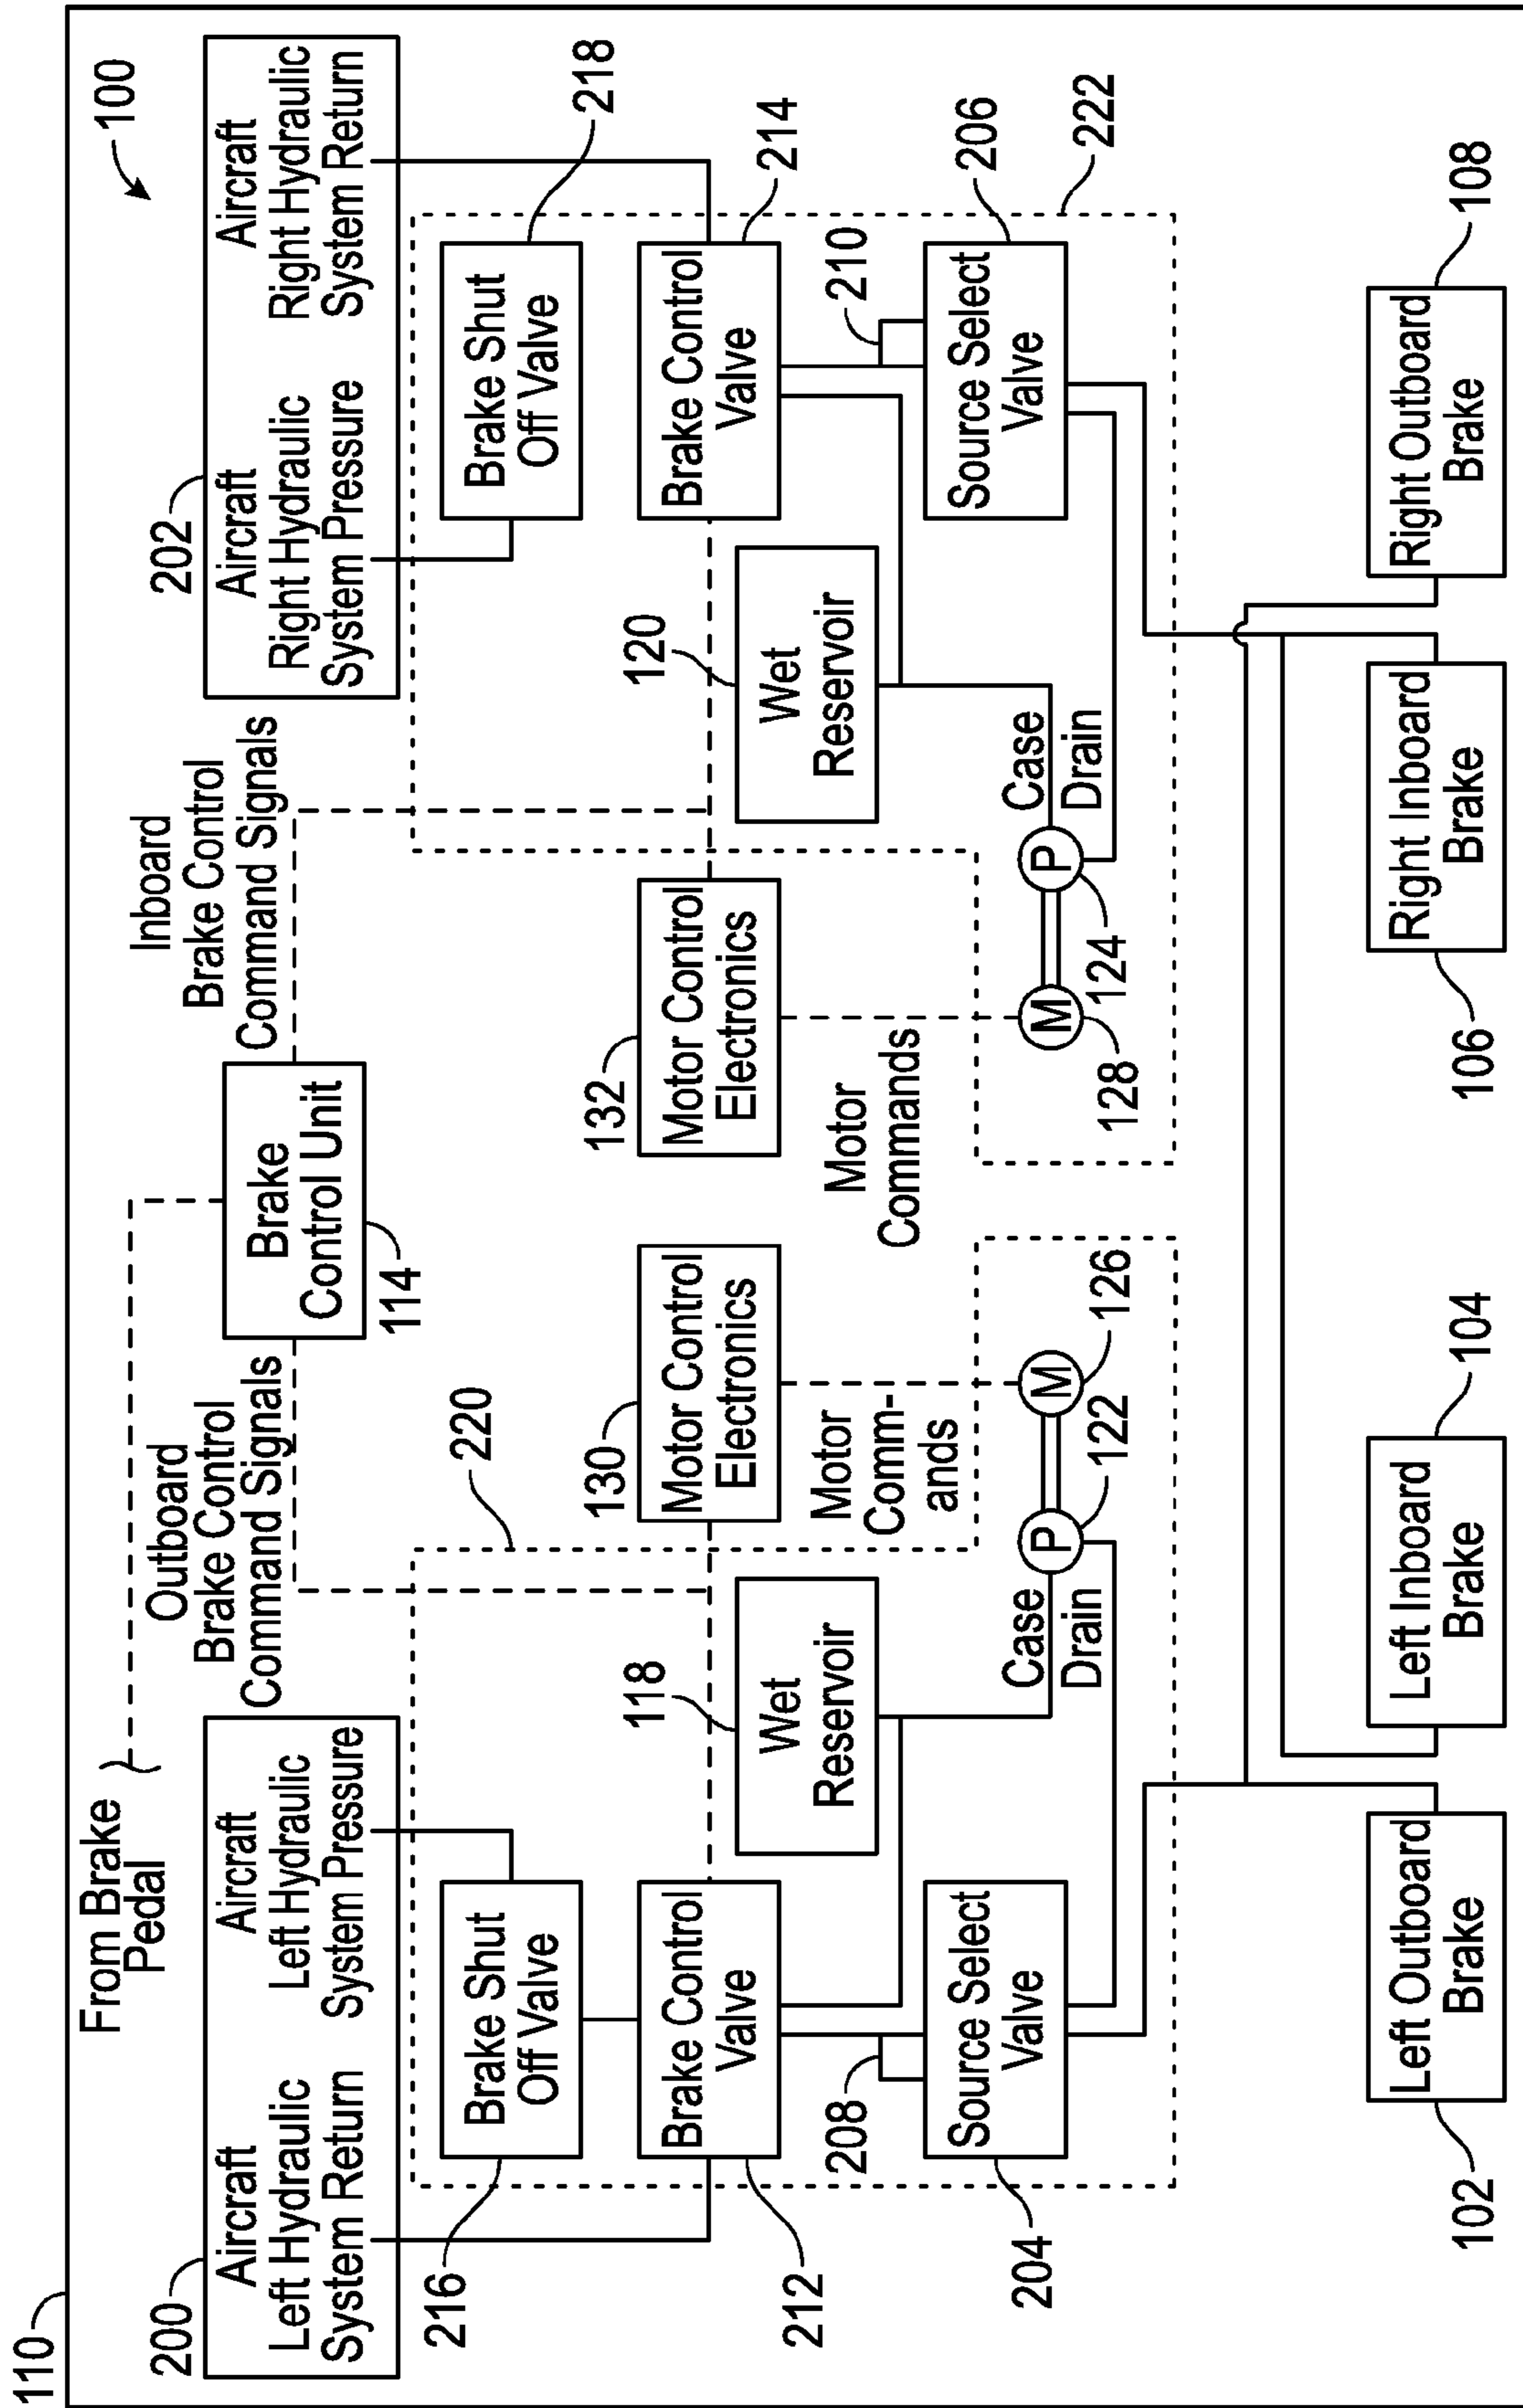 110
100
From Brake
Pedal
200
Aircraft
Left Hydraulic
System Return
Aircraft
Left Hydraulic
System Pressure
Outboard
Brake Control
Command Signals
Brake
Control Unit
114
Inboard
Brake Control
Command Signals
202
Aircraft
Right Hydraulic
System Pressure
Aircraft
Right Hydraulic
System Return
216
Brake Shut
Off Valve
220
Brake Shut
Off Valve
218
212
Brake Control
Valve
118
Wet
Reservoir
130
Motor Control
Electronics
132
Motor Control
Electronics
120
Wet
Reservoir
Brake Control
Valve
214
208
204
Source Select
Valve
Case
Drain
P
122
M
126
Motor
Comm-
ands
Motor
Commands
M
128
P
124
Case
Drain
210
Source Select
Valve
206
222
102
Left Outboard
Brake
104
Left Inboard
Brake
106
Right Inboard
Brake
108
Right Outboard
Brake